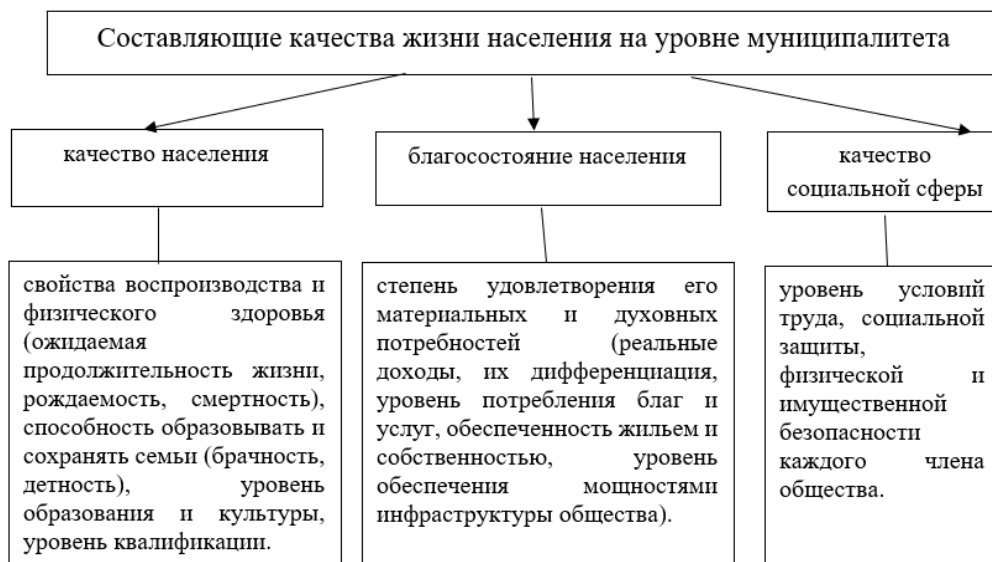 Составляющие качества жизни населения на уровне муниципалитета
качество населения
благосостояние населения
качество
социальной сферы
свойства воспроизводства и
физического здоровья
(ожидаемая
продолжительность жизни,
рождаемость, смертность),
способность образовывать и
сохранять семьи (брачность,
детность), уровень
образования и культуры,
уровень квалификации.
степень удовлетворения его
материальных и духовных
потребностей (реальные
доходы, их дифференциация,
уровень потребления благ и
услуг, обеспеченность жильем и
собственностью, уровень
обеспечения мощностями
инфраструктуры общества).
уровень условий
труда, социальной
защиты,
физической и
имущественной
безопасности
каждого члена
общества.